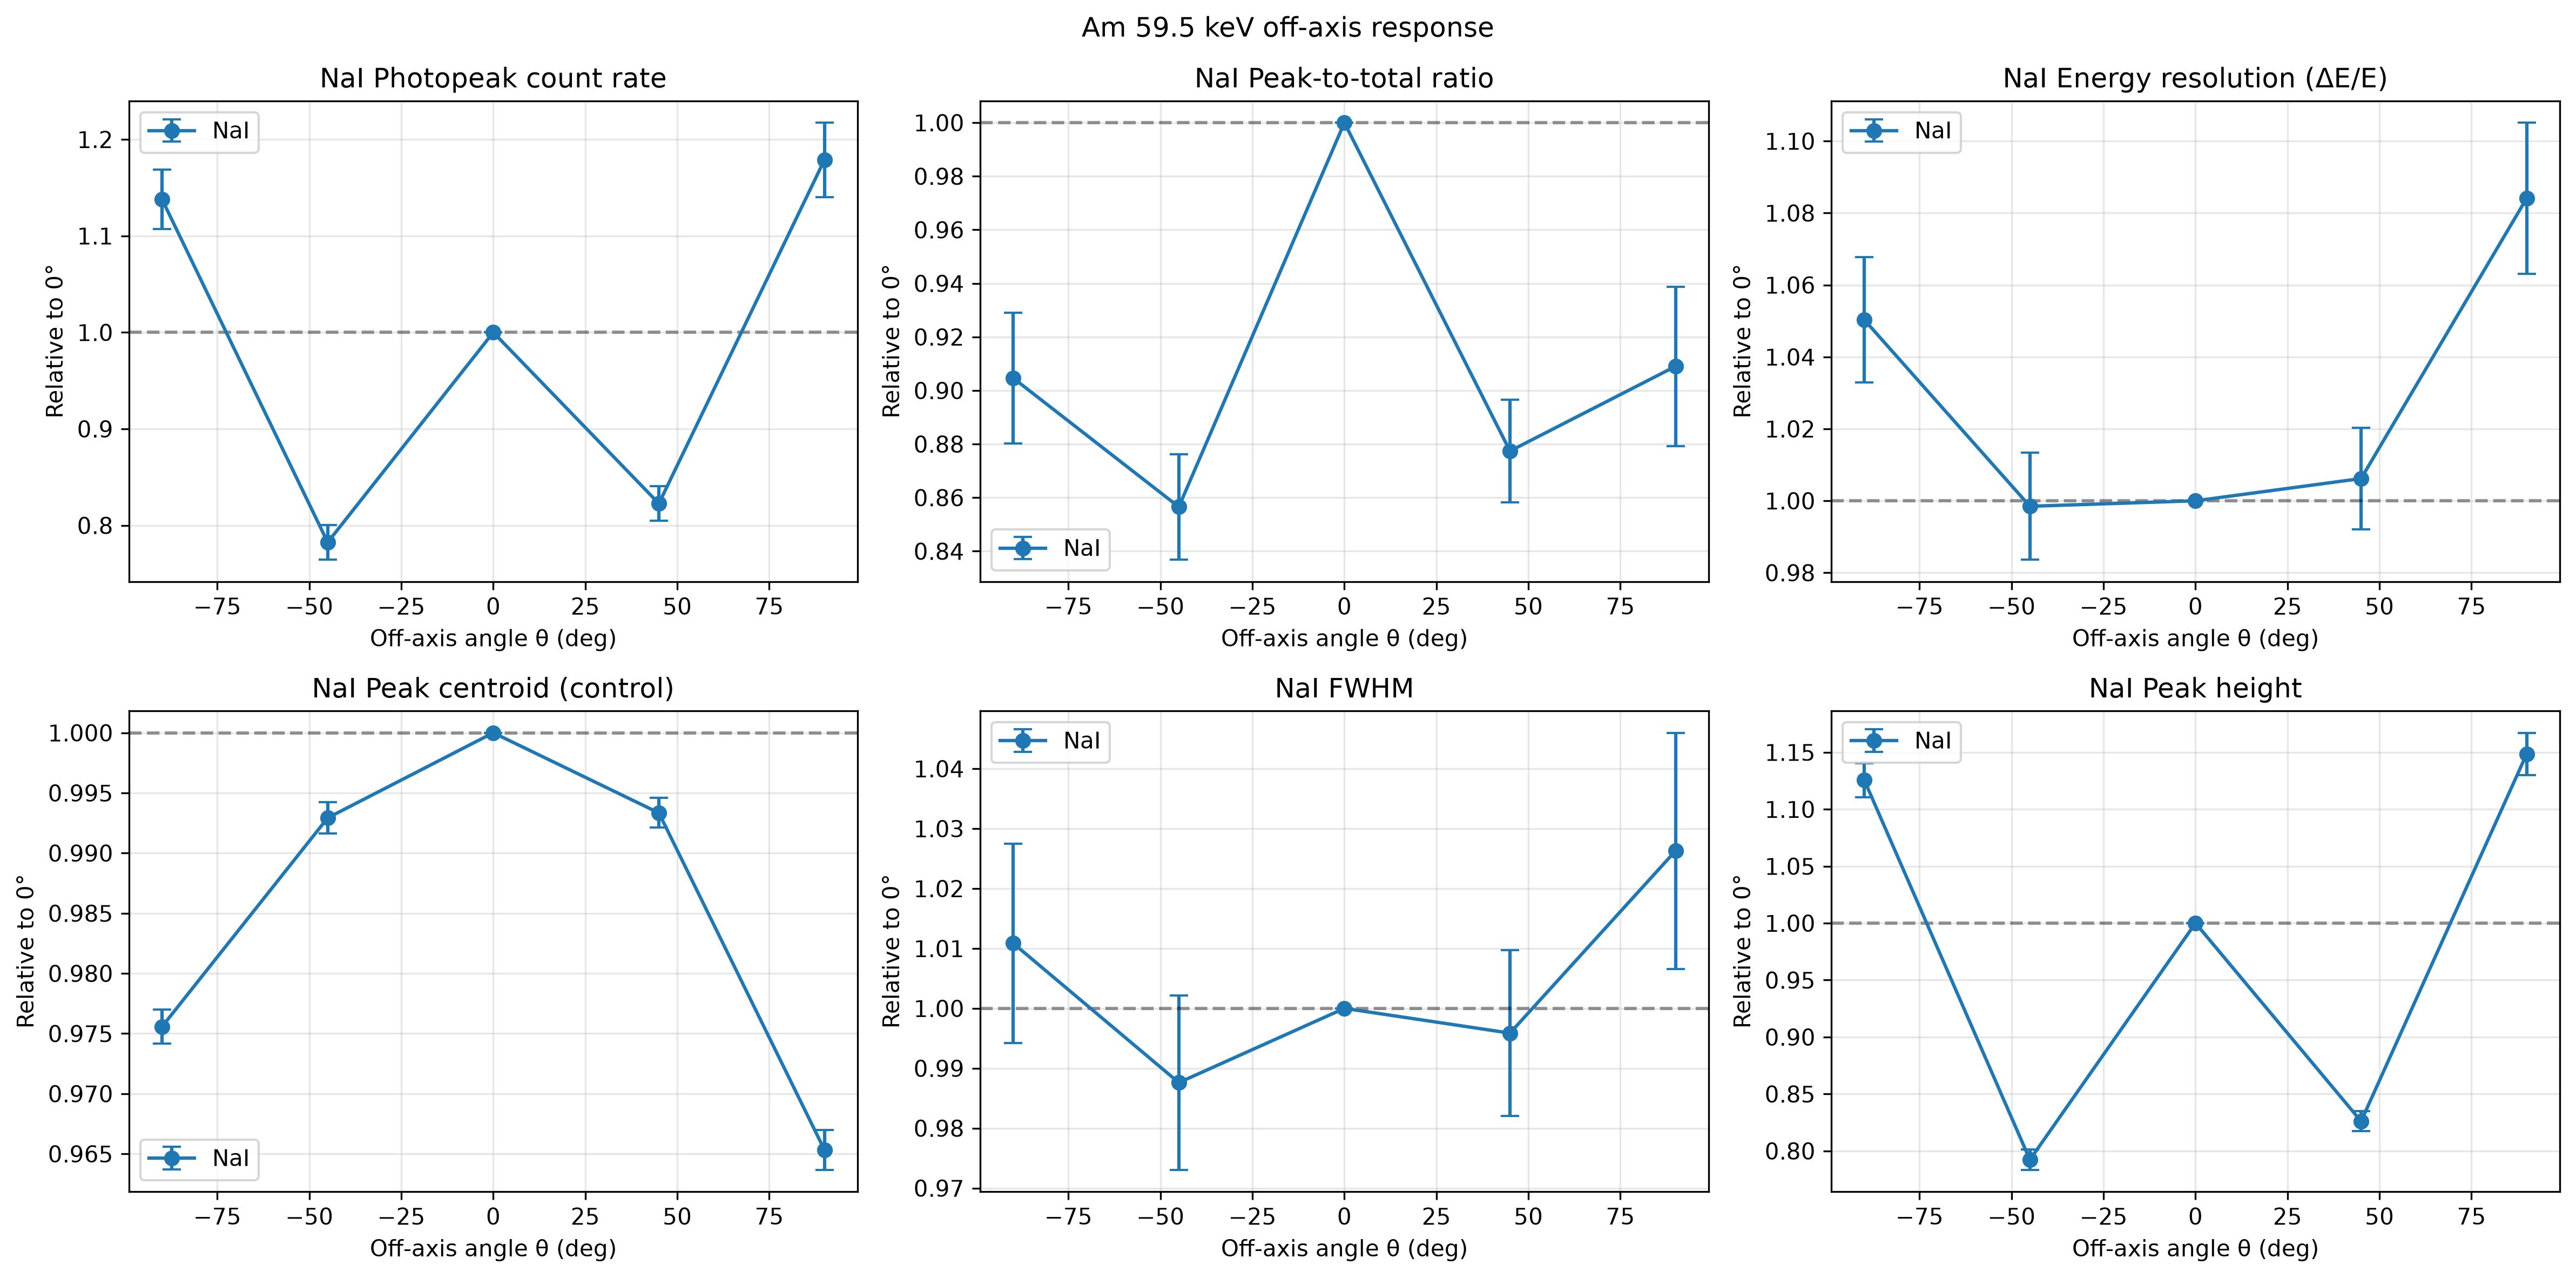 Am 59.5 keV off-axis response
NaI Photopeak count rate
NaI
1.2
1.1
1.0
0.9
0.8
Relative to 0°
−75 −50 −25 0 25 50 75
Off-axis angle θ (deg)
NaI Peak-to-total ratio
NaI
1.00
0.98
0.96
0.94
0.92
0.90
0.88
0.86
0.84
Relative to 0°
−75 −50 −25 0 25 50 75
Off-axis angle θ (deg)
NaI Energy resolution (ΔE/E)
NaI
1.10
1.08
1.06
1.04
1.02
1.00
0.98
Relative to 0°
−75 −50 −25 0 25 50 75
Off-axis angle θ (deg)
NaI Peak centroid (control)
NaI
1.000
0.995
0.990
0.985
0.980
0.975
0.970
0.965
Relative to 0°
−75 −50 −25 0 25 50 75
Off-axis angle θ (deg)
NaI FWHM
NaI
1.04
1.03
1.02
1.01
1.00
0.99
0.98
0.97
Relative to 0°
−75 −50 −25 0 25 50 75
Off-axis angle θ (deg)
NaI Peak height
NaI
1.15
1.10
1.05
1.00
0.95
0.90
0.85
0.80
Relative to 0°
−75 −50 −25 0 25 50 75
Off-axis angle θ (deg)